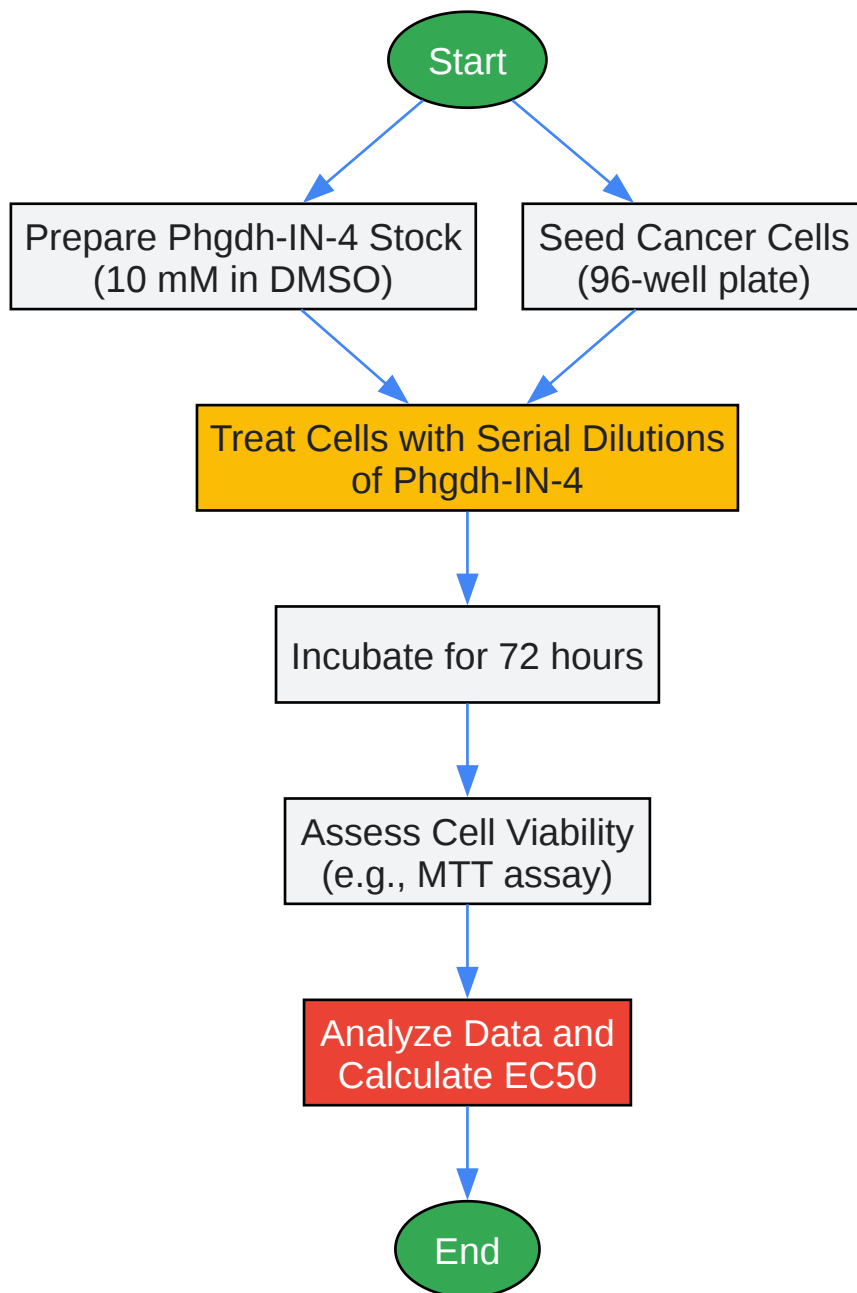 Start
Prepare Phgdh-IN-4 Stock
(10 mM in DMSO)
Seed Cancer Cells
(96-well plate)
Treat Cells with Serial Dilutions
of Phgdh-IN-4
Incubate for 72 hours
Assess Cell Viability
(e.g., MTT assay)
Analyze Data and
Calculate EC50
End